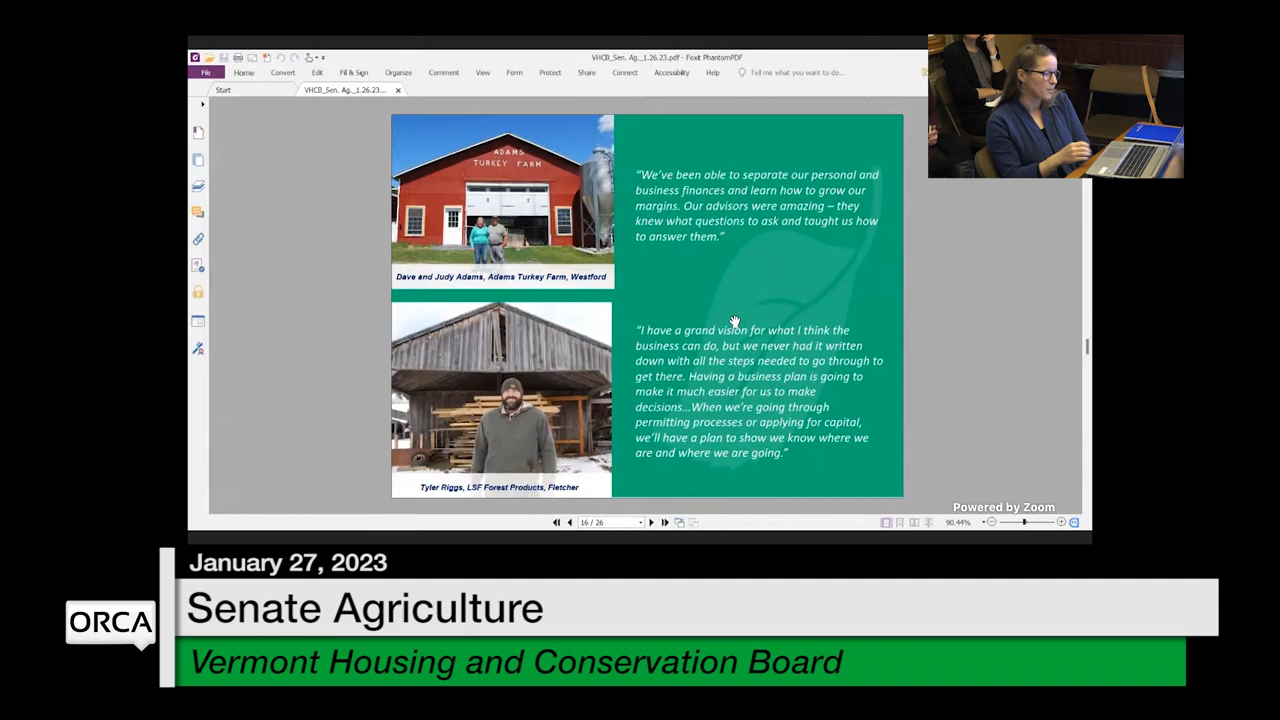 VHCB_Sen. Ag._1.26.23.pdf - Foxit PhantomPDF
File Home Convert Edit Fill & Sign Organize Comment View Form Protect Share Connect Accessibility Help Tell me what you want to do...
Start VHCB_Sen. Ag._1.26.23...
ADAMS
TURKEY FARM
Dave and Judy Adams, Adams Turkey Farm, Westford
“We’ve been able to separate our personal and
business finances and learn how to grow our
margins. Our advisors were amazing – they
knew what questions to ask and taught us how
to answer them.”
Tyler Riggs, LSF Forest Products, Fletcher
“I have a grand vision for what I think the
business can do, but we never had it written
down with all the steps needed to go through to
get there. Having a business plan is going to
make it much easier for us to make
decisions…When we’re going through
permitting processes or applying for capital,
we’ll have a plan to show we know where we
are and where we are going.”
Powered by Zoom
16 / 26 90.44%
January 27, 2023
Senate Agriculture
ORCA
Vermont Housing and Conservation Board